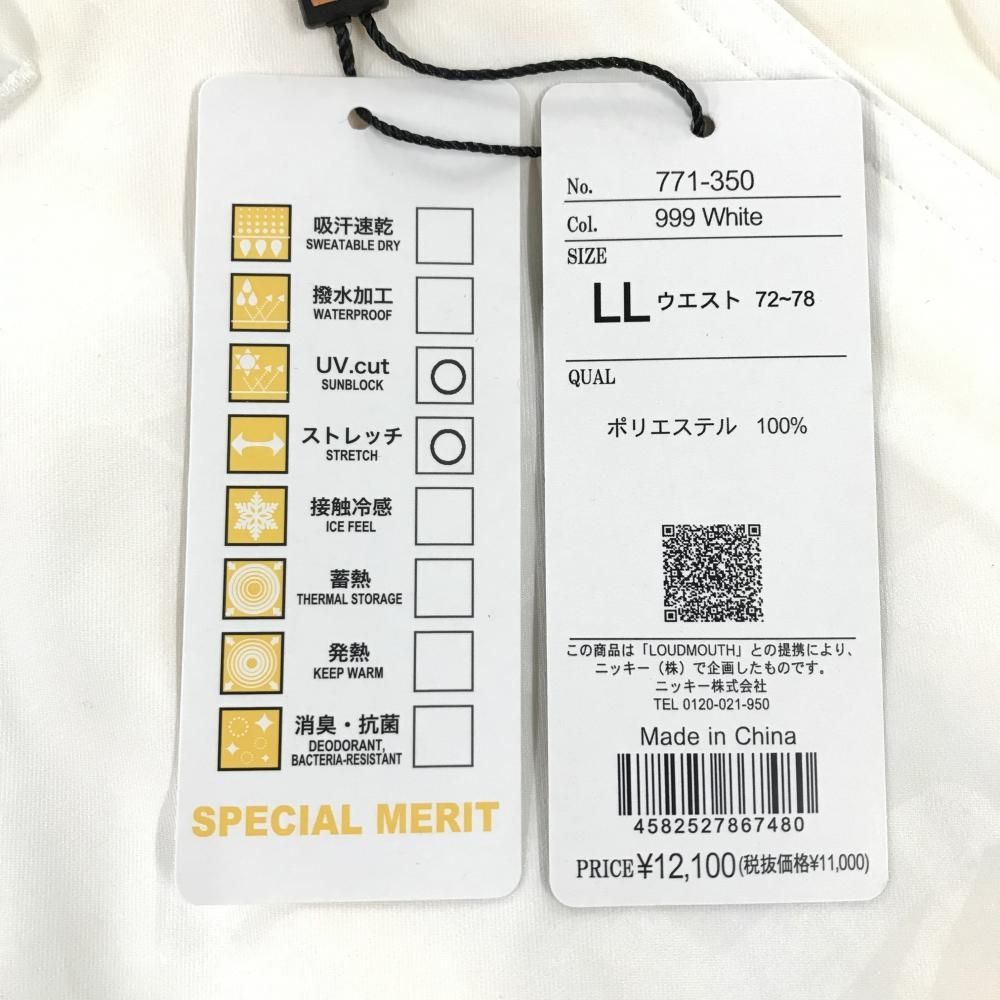 吸汗速乾
SWEATABLE DRY
撥水加工
WATERPROOF
UV.cut
SUNBLOCK
ストレッチ
STRETCH
接触冷感
ICE FEEL
蓄熱
THERMAL STORAGE
発熱
KEEP WARM
消臭・抗菌
DEODORANT,
BACTERIA-RESISTANT
SPECIAL MERIT
No. 771-350
Col. 999 White
SIZE
LL ウエスト 72~78
QUAL
ポリエステル 100%
この商品は「LOUDMOUTH」との提携により、
ニッキー（株）で企画したものです。
ニッキー株式会社
TEL 0120-021-950
Made in China
4582527867480
PRICE ¥12,100(税抜価格¥11,000)